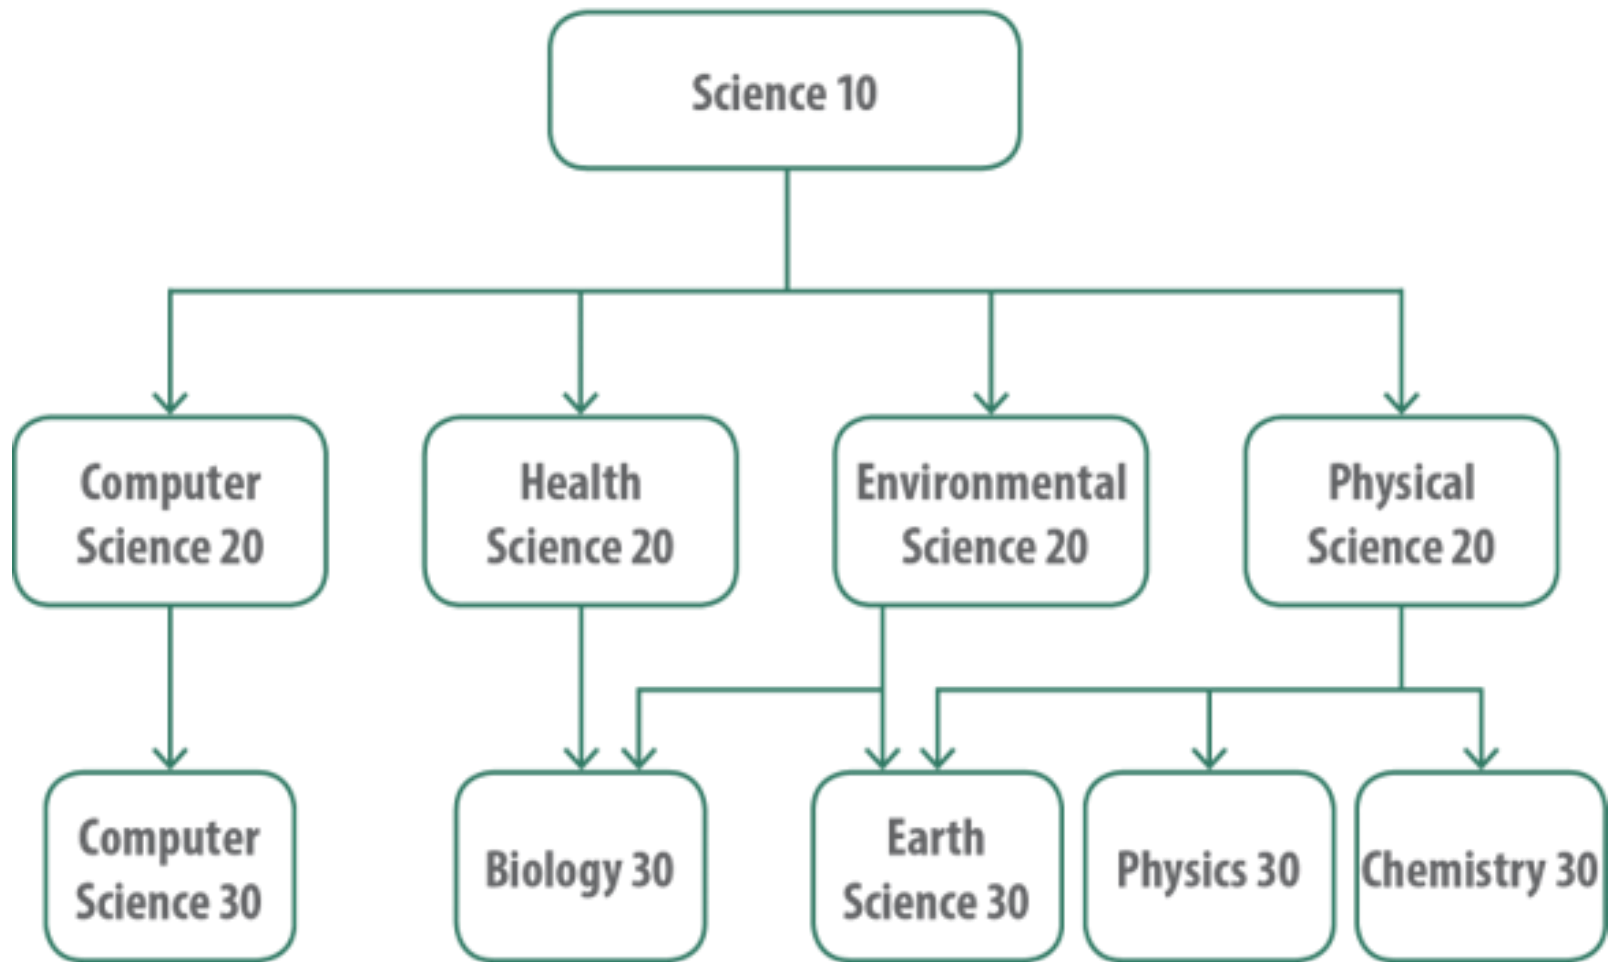 Science 10
Computer
Science 20
Health
Science 20
Environmental
Science 20
Physical
Science 20
Computer
Science 30
Biology 30
Earth
Science 30
Physics 30
Chemistry 30